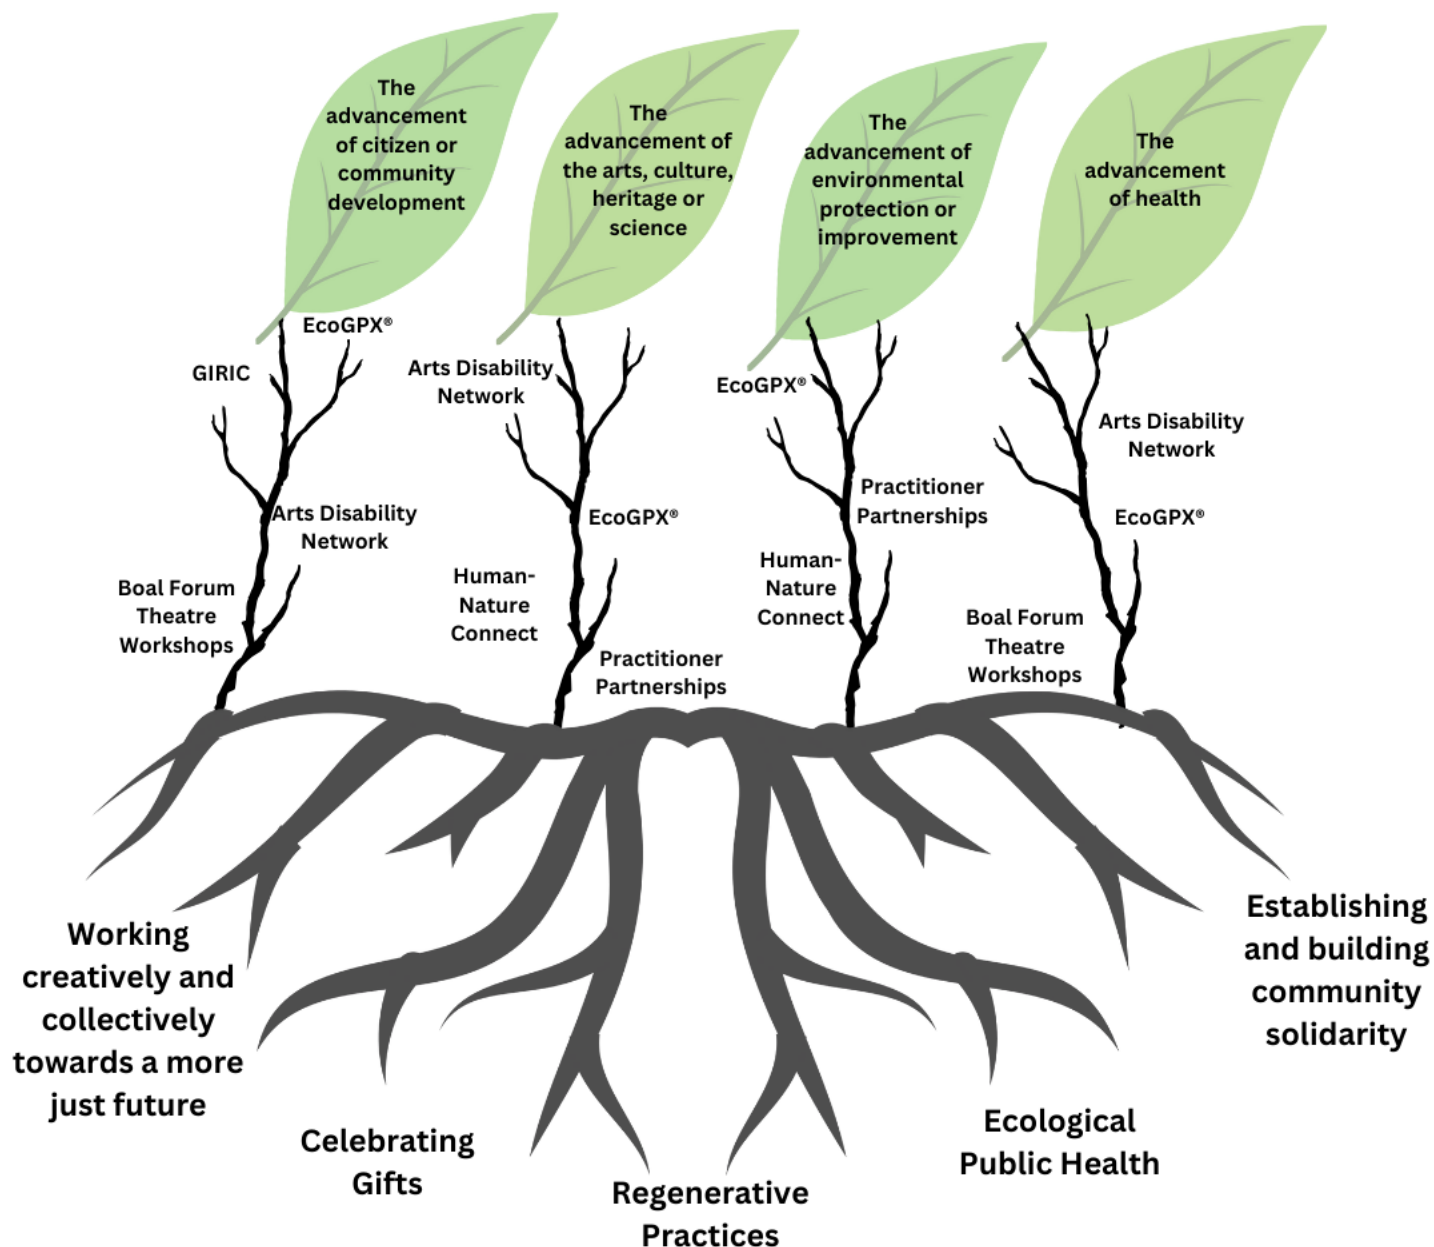 The
advancement
of citizen or
community
development
The
advancement of
the arts, culture,
heritage or
science
The
advancement of
environmental
protection or
improvement
The
advancement
of health
EcoGPX®
GIRIC
Arts Disability
Network
Boal Forum
Theatre
Workshops
Arts Disability
Network
EcoGPX®
Human-
Nature
Connect
Practitioner
Partnerships
EcoGPX®
Practitioner
Partnerships
Human-
Nature
Connect
Arts Disability
Network
EcoGPX®
Boal Forum
Theatre
Workshops
Working
creatively and
collectively
towards a more
just future
Celebrating
Gifts
Regenerative
Practices
Ecological
Public Health
Establishing
and building
community
solidarity